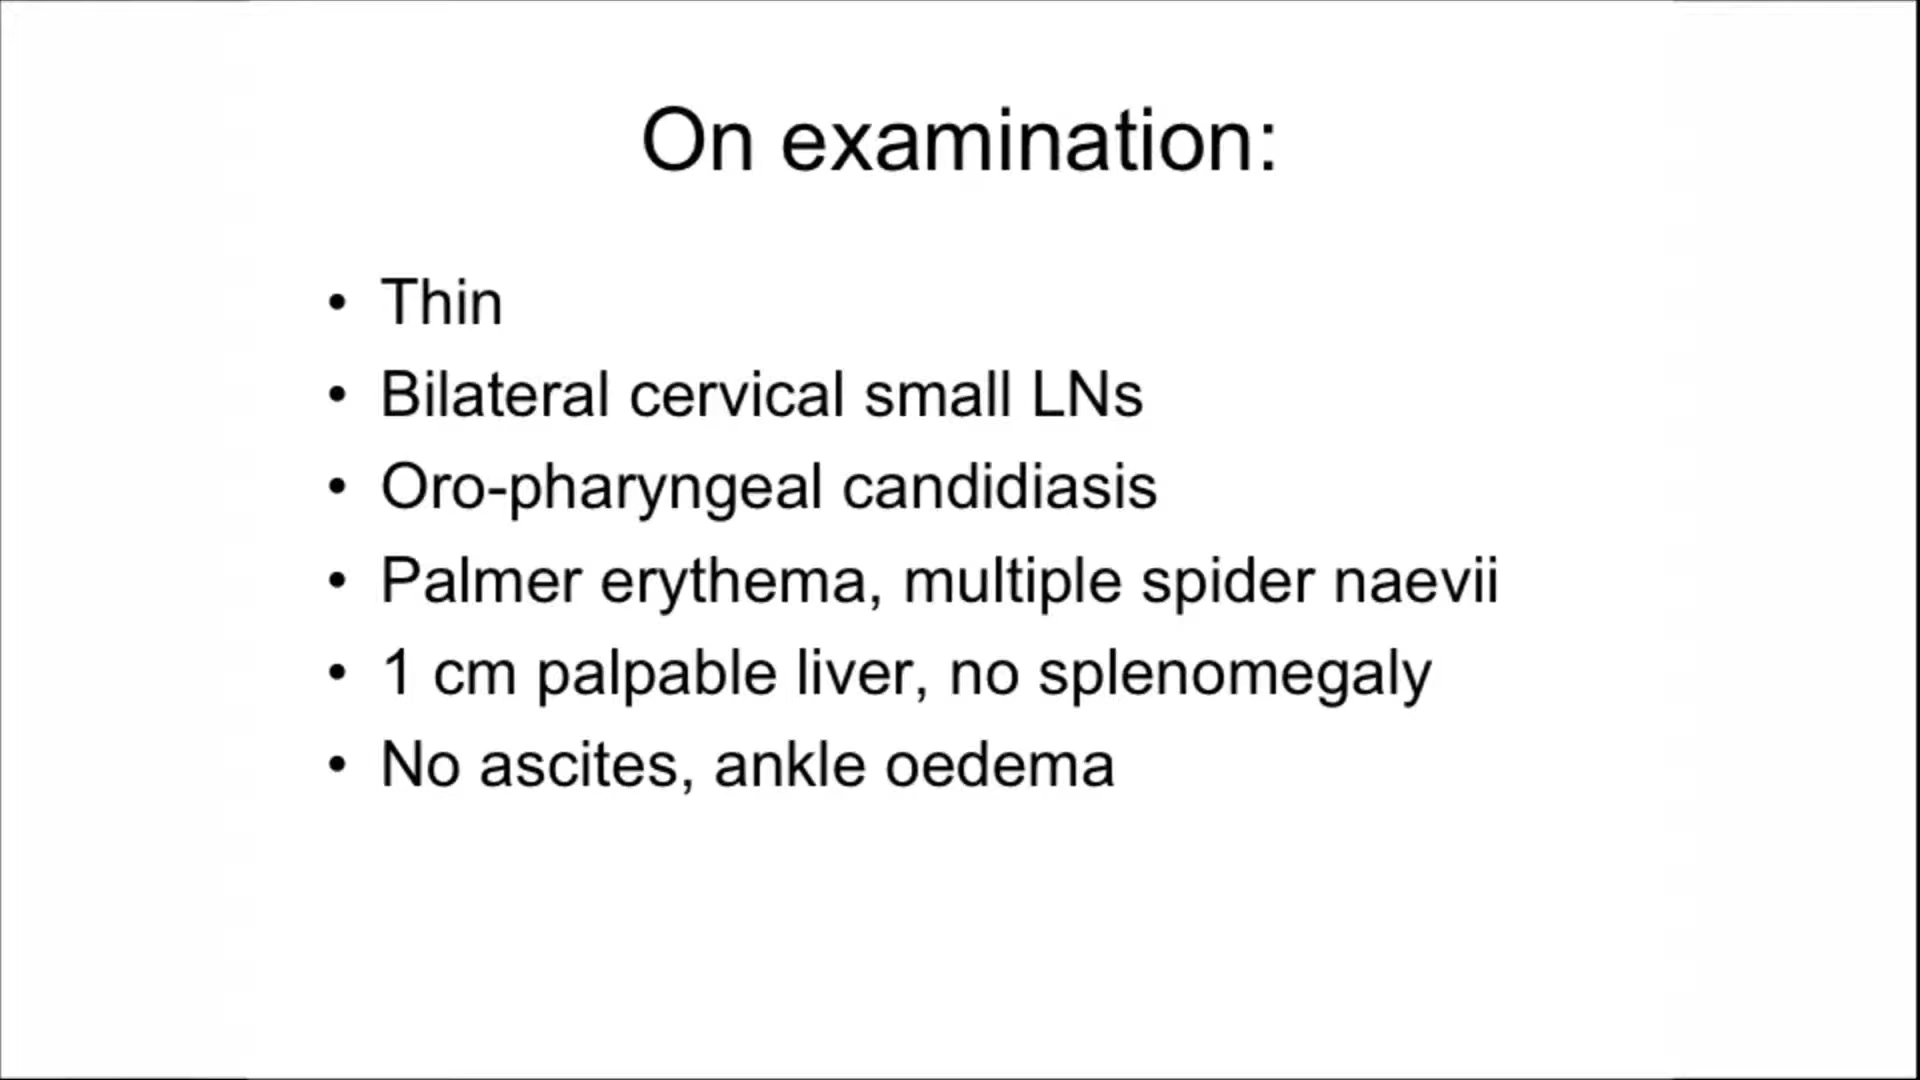 On examination:
• Thin
• Bilateral cervical small LNs
• Oro-pharyngeal candidiasis
• Palmer erythema, multiple spider naevii
• 1 cm palpable liver, no splenomegaly
• No ascites, ankle oedema